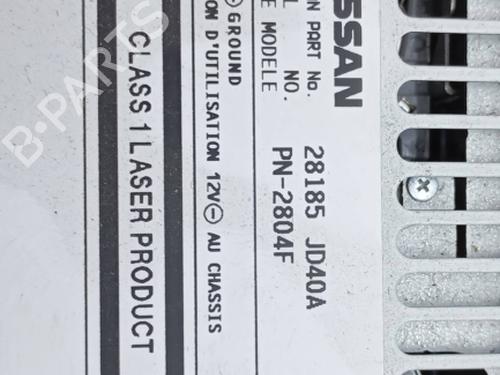 ISSAN
N PART No. 28185 JD40A
L NO. PN-2804F
E MODELE
GROUND
ON D'UTILISATION 12V⊖ AU CHASSIS
CLASS 1 LASER PRODUCT
B-PARTS